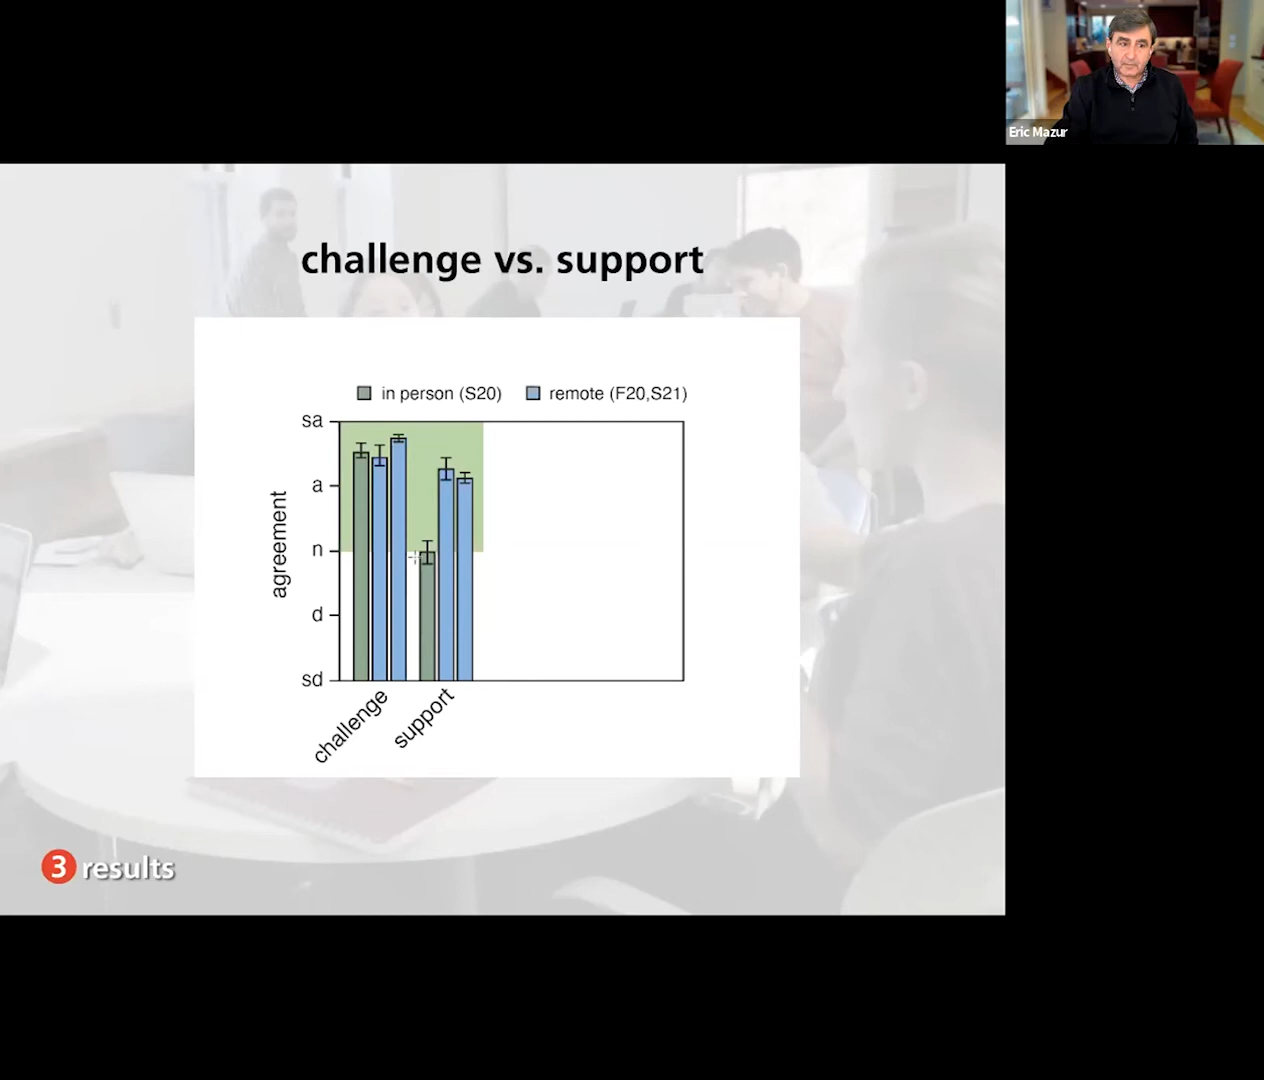 Eric Mazur
challenge vs. support
in person (S20) remote (F20,S21)
sa
a
n
d
sd
agreement
challenge
support
3 results